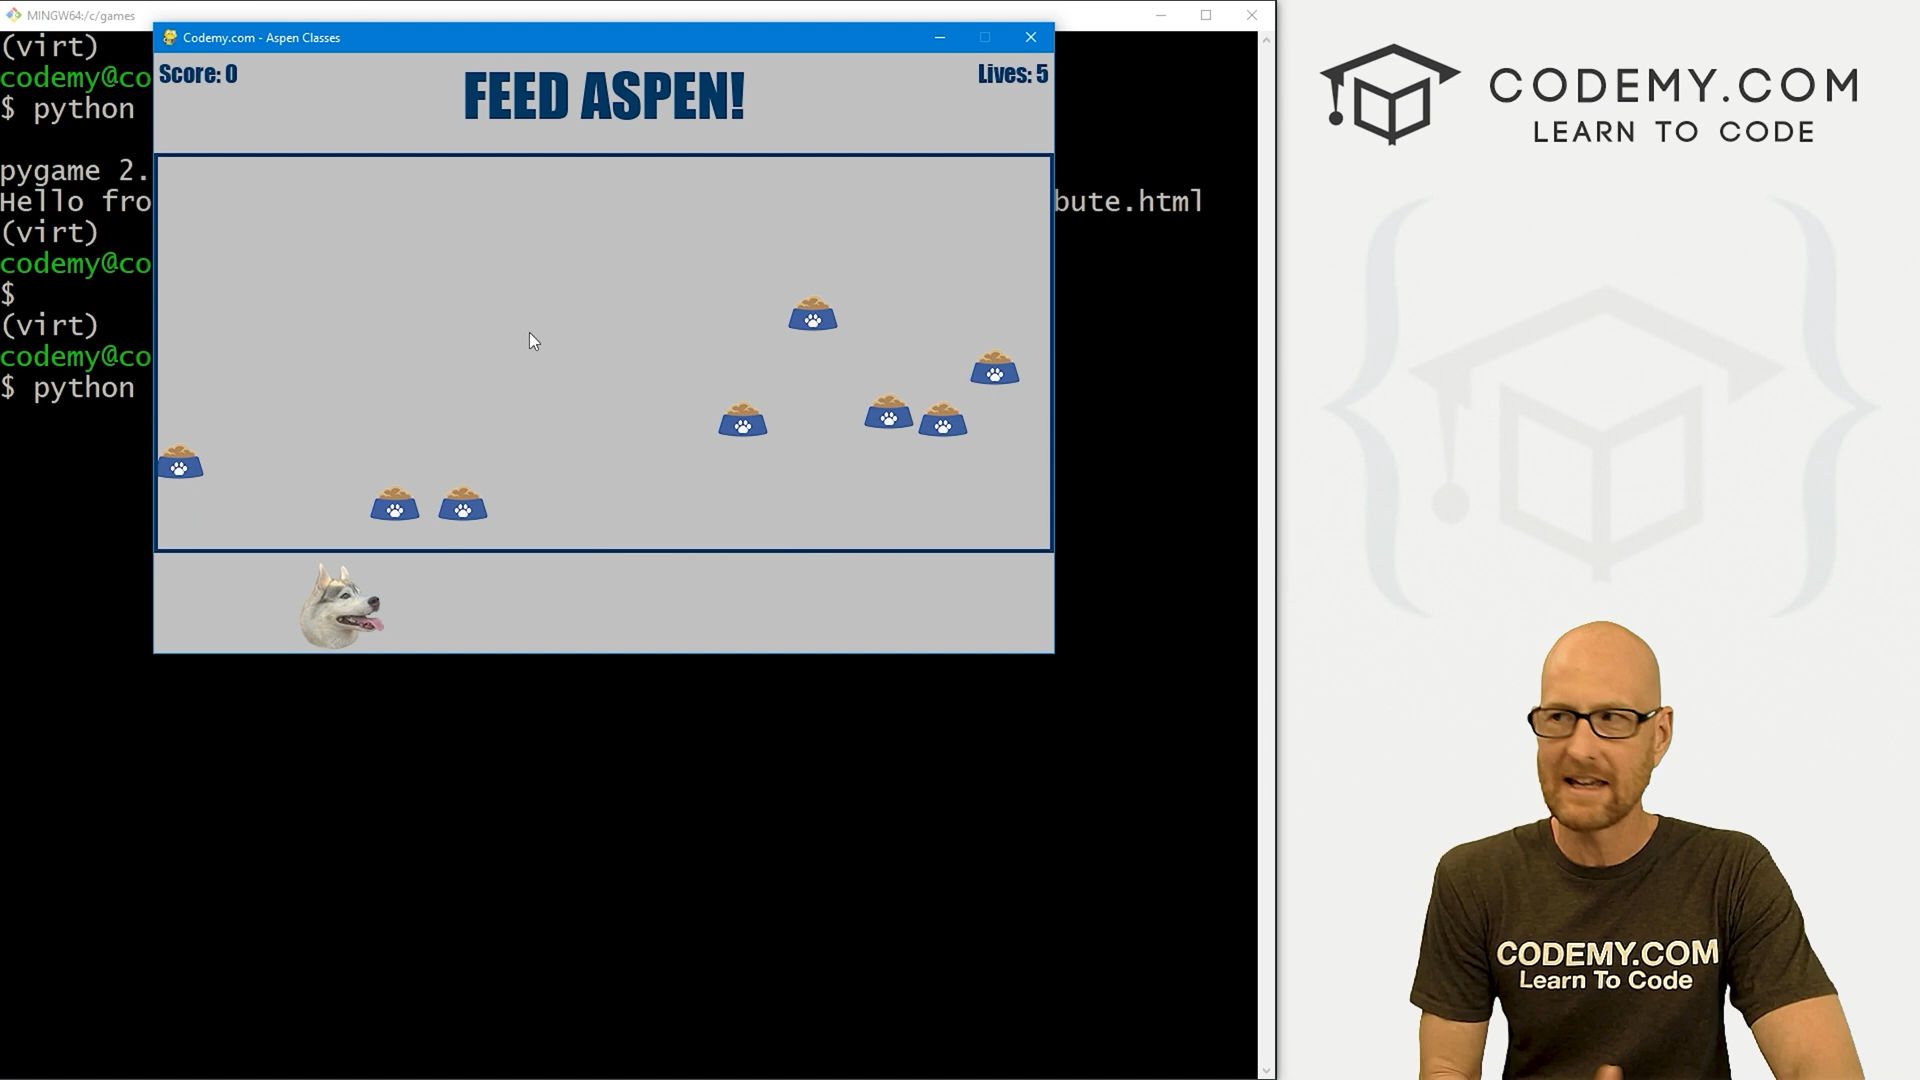 MINGW64:/c/games
(virt)
codemy@co
$ python
pygame 2.
Hello fro
bute.html
(virt)
codemy@co
$
(virt)
codemy@co
$ python
Codemy.com - Aspen Classes
Score: 0
FEED ASPEN!
Lives: 5
CODEMY.COM
LEARN TO CODE
CODEMY.COM
Learn To Code